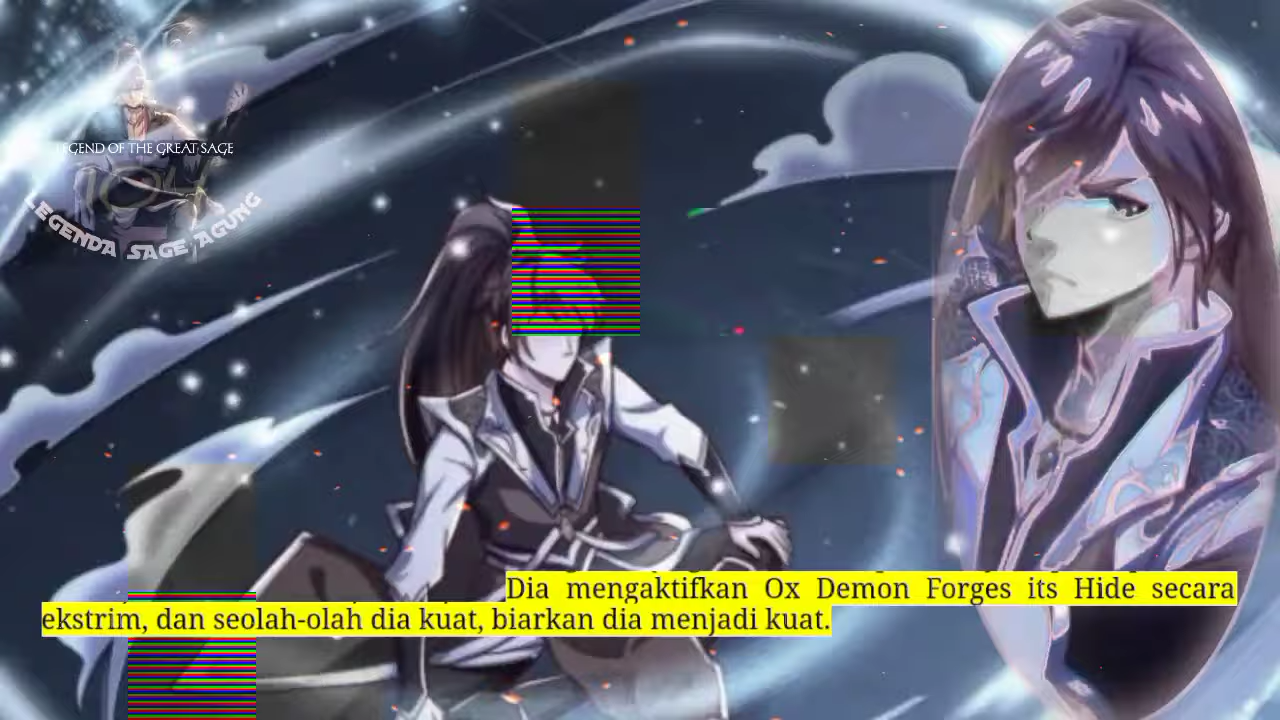 LEGEND OF THE GREAT SAGE
LEGENDA SAGE AGUNG
Dia mengaktifkan Ox Demon Forges its Hide secara
ekstrim, dan seolah-olah dia kuat, biarkan dia menjadi kuat.